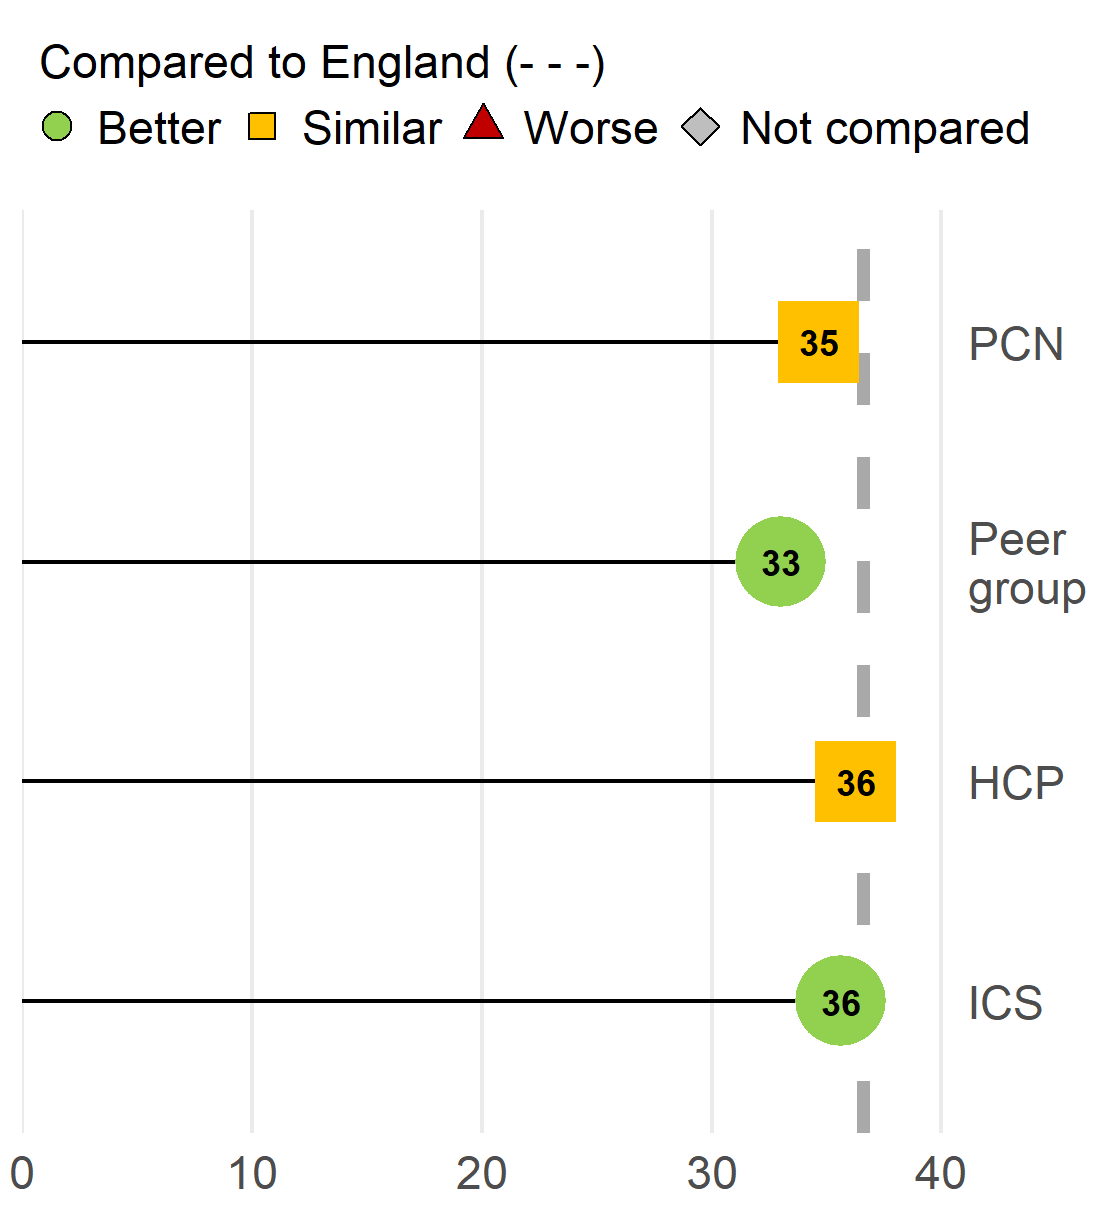 Compared to England (- - -)
Better Similar Worse Not compared
35 PCN
33 Peer
group
36 HCP
36 ICS
0 10 20 30 40